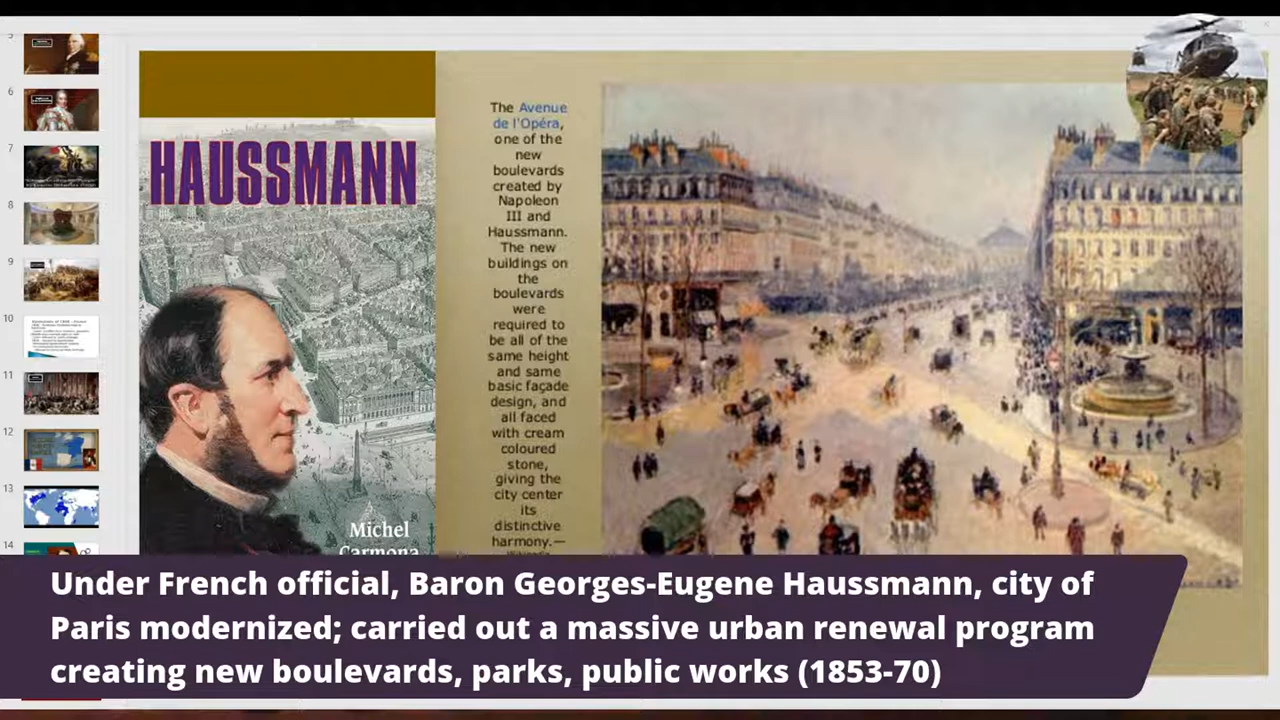 5
6
7
8
9
10
11
12
13
14
HAUSSMANN
Michel
Carmona
The Avenue
de l'Opéra,
one of the
new
boulevards
created by
Napoleon
III and
Haussmann.
The new
buildings on
the
boulevards
were
required to
be all of the
same height
and same
basic façade
design, and
all faced
with cream
coloured
stone,
giving the
city center
its
distinctive
harmony.—
Under French official, Baron Georges-Eugene Haussmann, city of
Paris modernized; carried out a massive urban renewal program
creating new boulevards, parks, public works (1853-70)